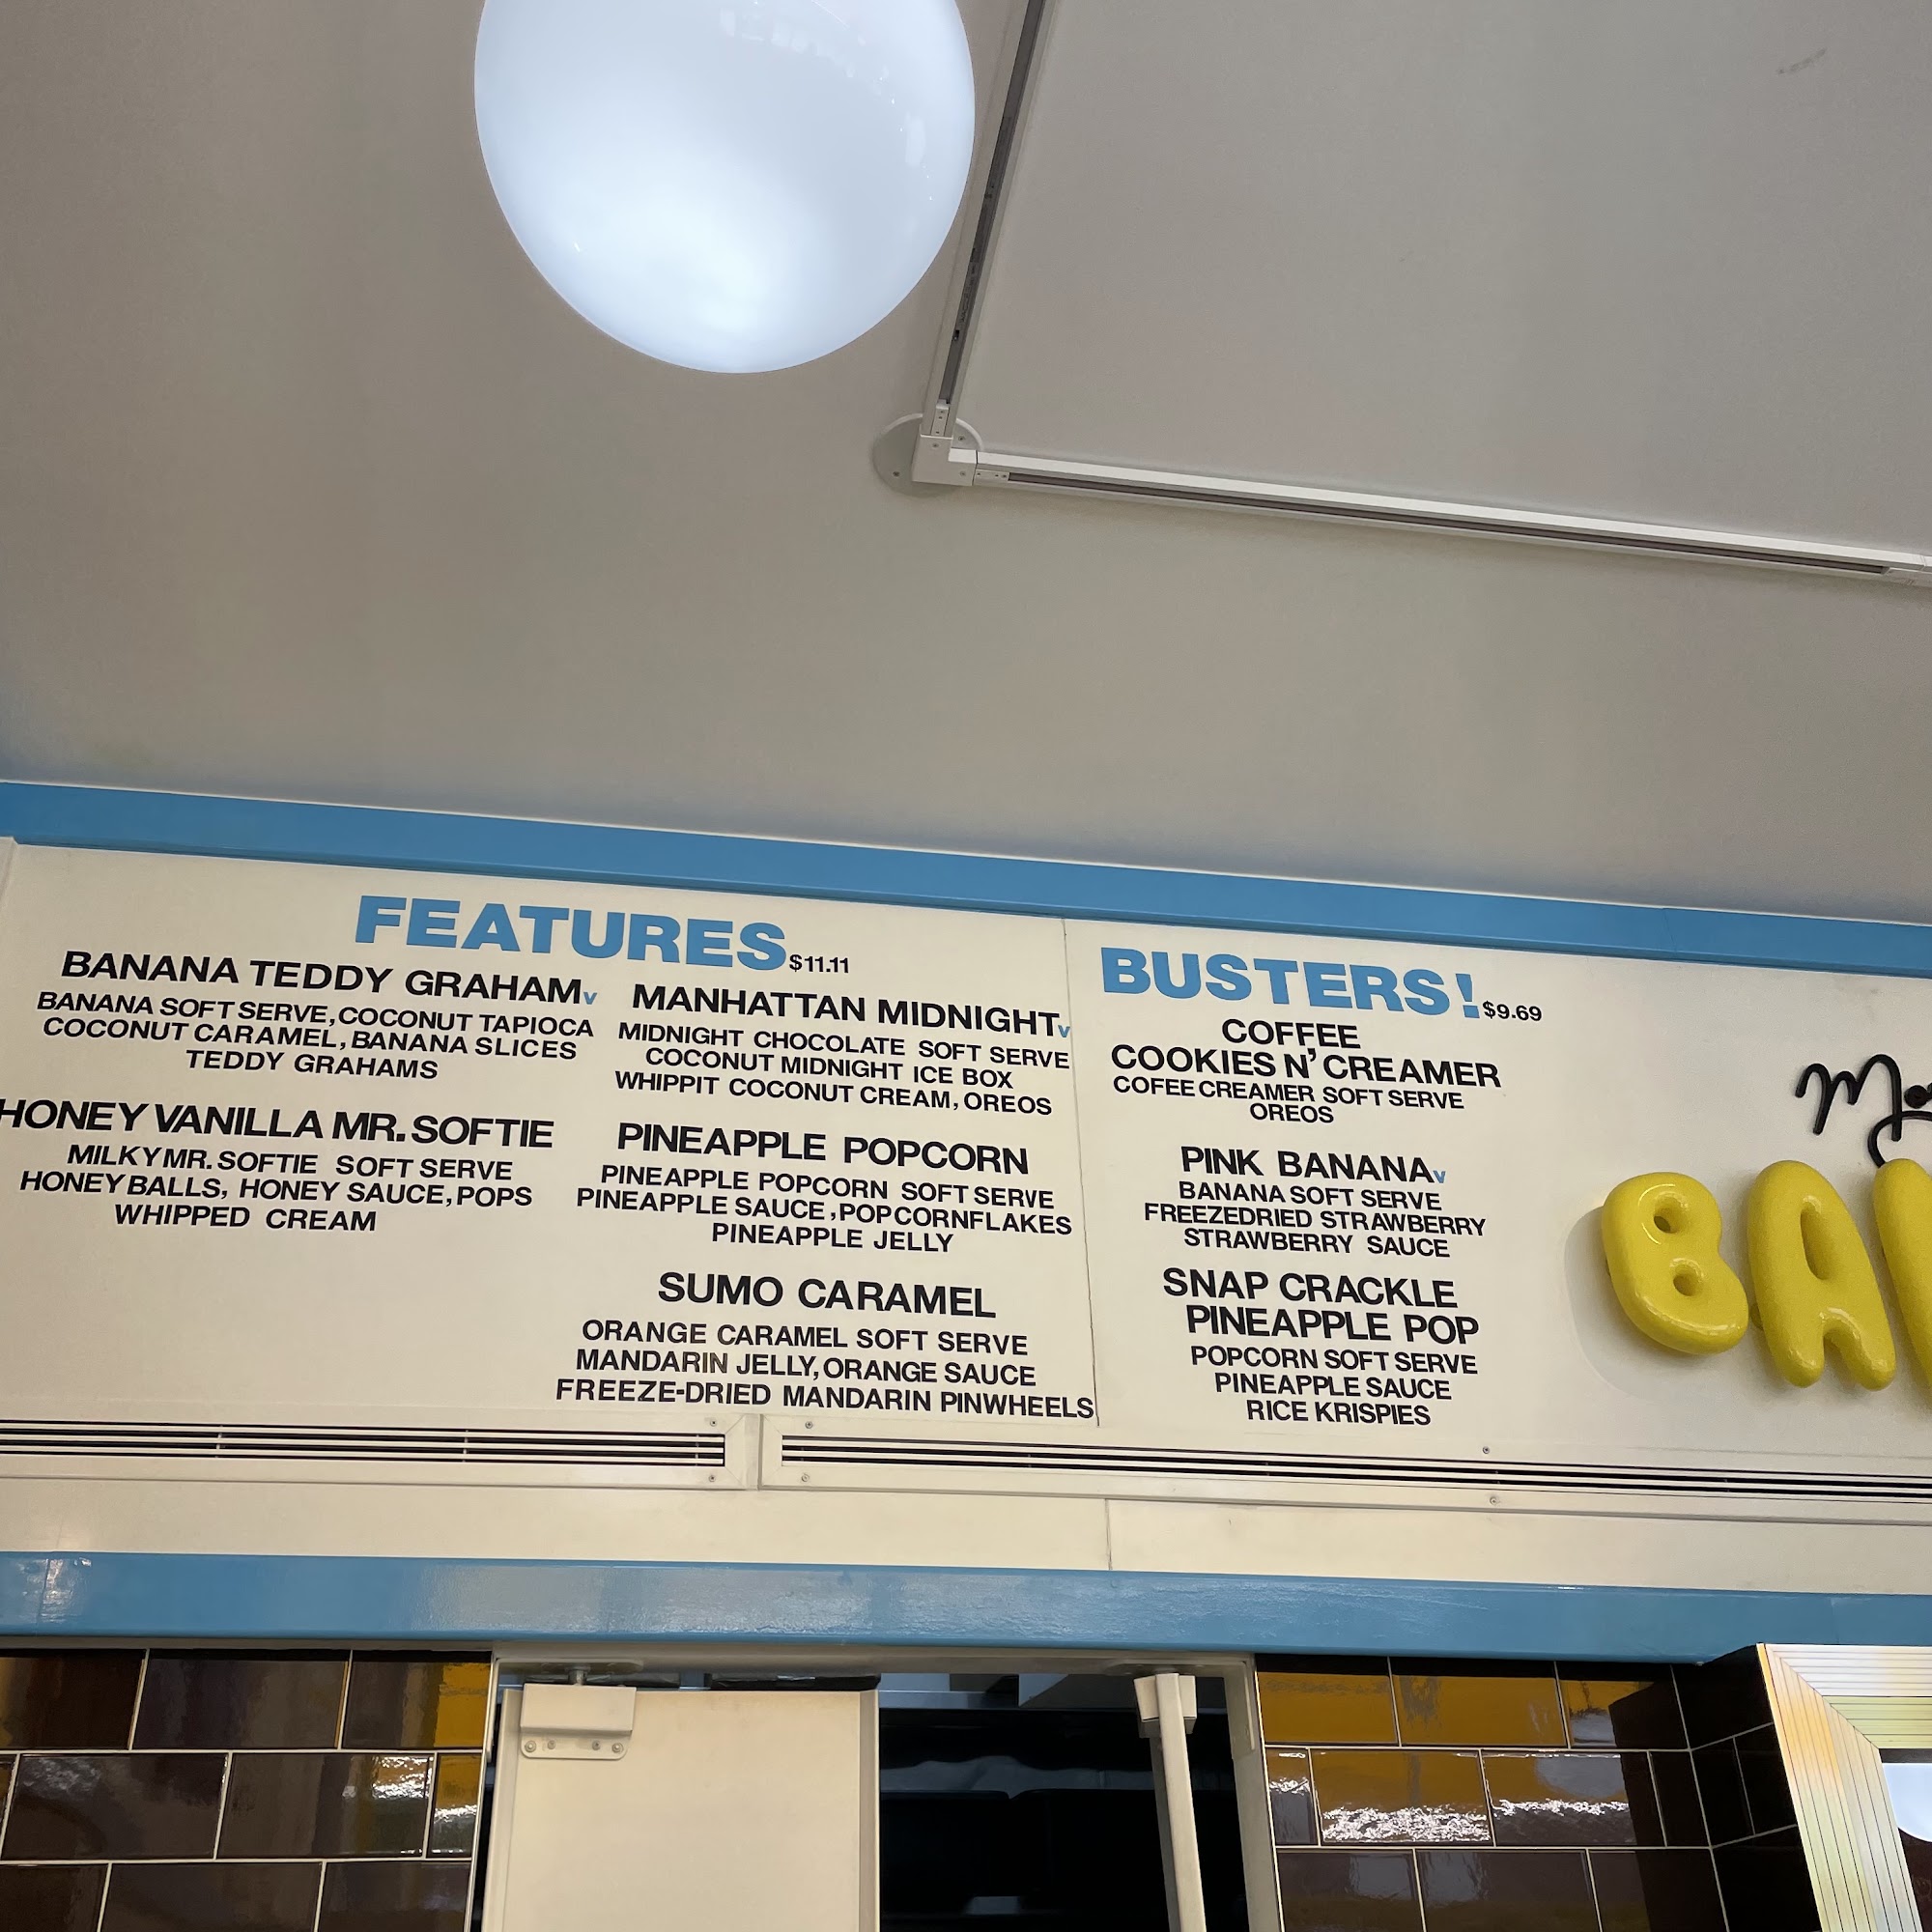 FEATURES $11.11
BANANA TEDDY GRAHAM v
BANANA SOFT SERVE, COCONUT TAPIOCA
COCONUT CARAMEL, BANANA SLICES
TEDDY GRAHAMS
HONEY VANILLA MR. SOFTIE
MILKY MR. SOFTIE SOFT SERVE
HONEY BALLS, HONEY SAUCE, POPS
WHIPPED CREAM
MANHATTAN MIDNIGHT v
MIDNIGHT CHOCOLATE SOFT SERVE
COCONUT MIDNIGHT ICE BOX
WHIPPIT COCONUT CREAM, OREOS
PINEAPPLE POPCORN
PINEAPPLE POPCORN SOFT SERVE
PINEAPPLE SAUCE, POPCORNFLAKES
PINEAPPLE JELLY
SUMO CARAMEL
ORANGE CARAMEL SOFT SERVE
MANDARIN JELLY, ORANGE SAUCE
FREEZE-DRIED MANDARIN PINWHEELS
BUSTERS! $9.69
COFFEE
COOKIES N' CREAMER
COFEE CREAMER SOFT SERVE
OREOS
PINK BANANA v
BANANA SOFT SERVE
FREEZEDRIED STRAWBERRY
STRAWBERRY SAUCE
SNAP CRACKLE
PINEAPPLE POP
POPCORN SOFT SERVE
PINEAPPLE SAUCE
RICE KRISPIES